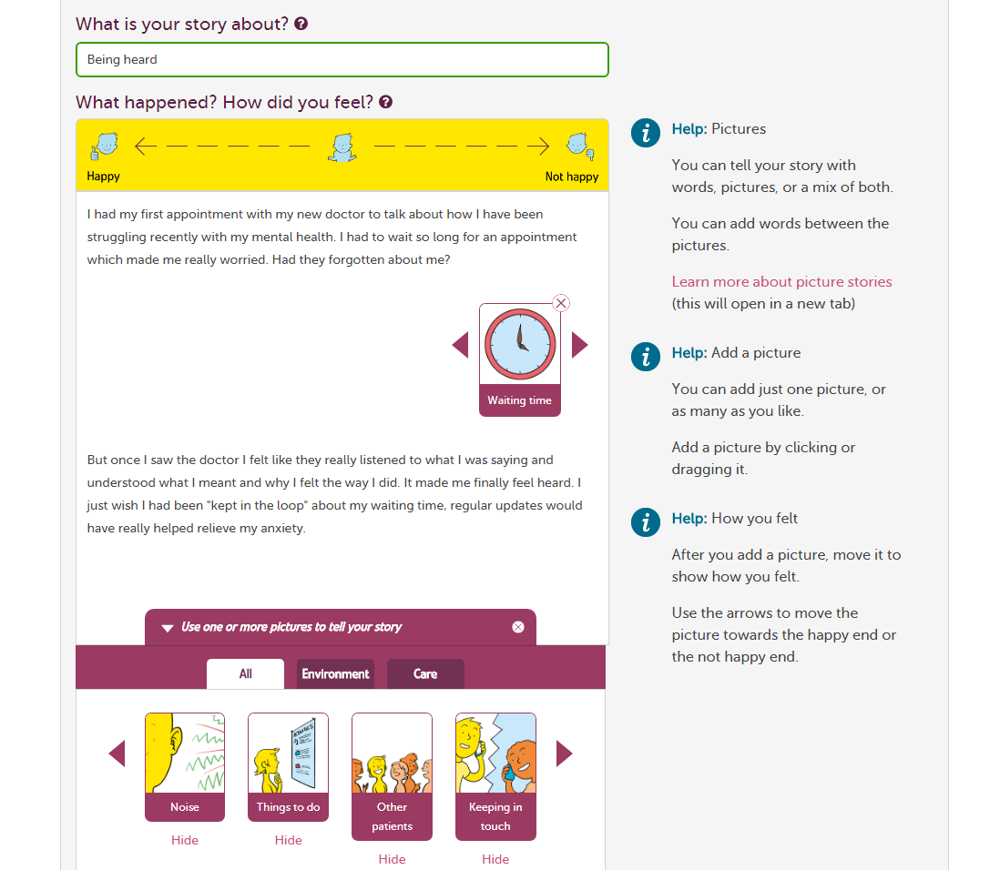 What is your story about? ?
Being heard
What happened? How did you feel? ?
Happy
Not happy
I had my first appointment with my new doctor to talk about how I have been
struggling recently with my mental health. I had to wait so long for an appointment
which made me really worried. Had they forgotten about me?
Waiting time
But once I saw the doctor I felt like they really listened to what I was saying and
understood what I meant and why I felt the way I did. It made me finally feel heard. I
just wish I had been "kept in the loop" about my waiting time, regular updates would
have really helped relieve my anxiety.
Use one or more pictures to tell your story
All
Environment
Care
Noise
Hide
Things to do
Hide
Other
patients
Hide
Keeping in
touch
Hide
i
Help: Pictures
You can tell your story with
words, pictures, or a mix of both.
You can add words between the
pictures.
Learn more about picture stories
(this will open in a new tab)
i
Help: Add a picture
You can add just one picture, or
as many as you like.
Add a picture by clicking or
dragging it.
i
Help: How you felt
After you add a picture, move it to
show how you felt.
Use the arrows to move the
picture towards the happy end or
the not happy end.